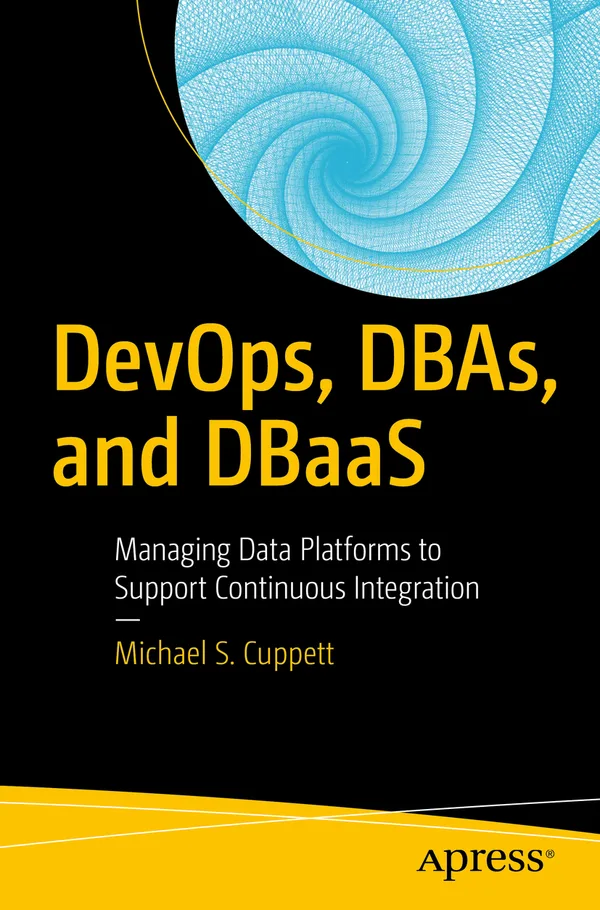 DevOps, DBAs,
and DBaaS
Managing Data Platforms to
Support Continuous Integration
—
Michael S. Cuppett
Apress®